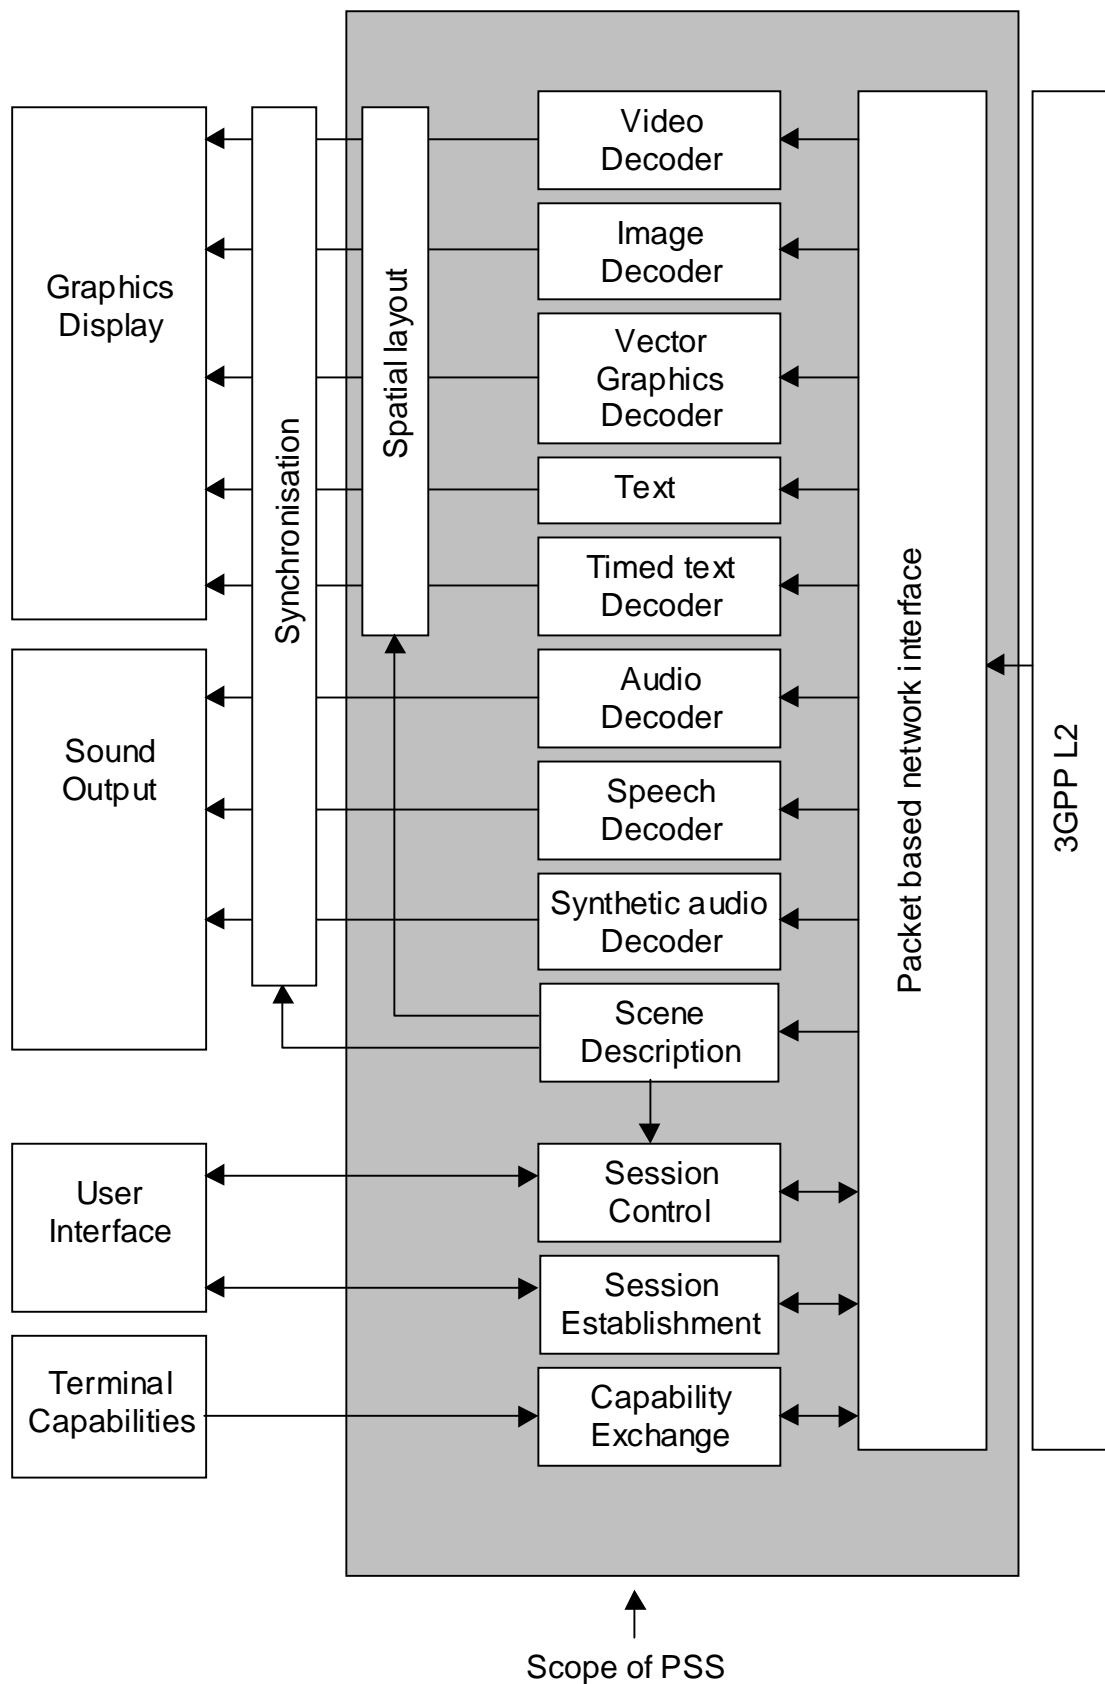 Video
Decoder
Image
Decoder
Graphics
Display
Vector
Graphics
Decoder
Spatial layout
Synchronisation
Text
Timed text
Decoder
Packet based network interface
3GPP L2
Sound
Output
Audio
Decoder
Speech
Decoder
Synthetic audio
Decoder
Scene
Description
User
Interface
Session
Control
Session
Establishment
Terminal
Capabilities
Capability
Exchange
Scope of PSS